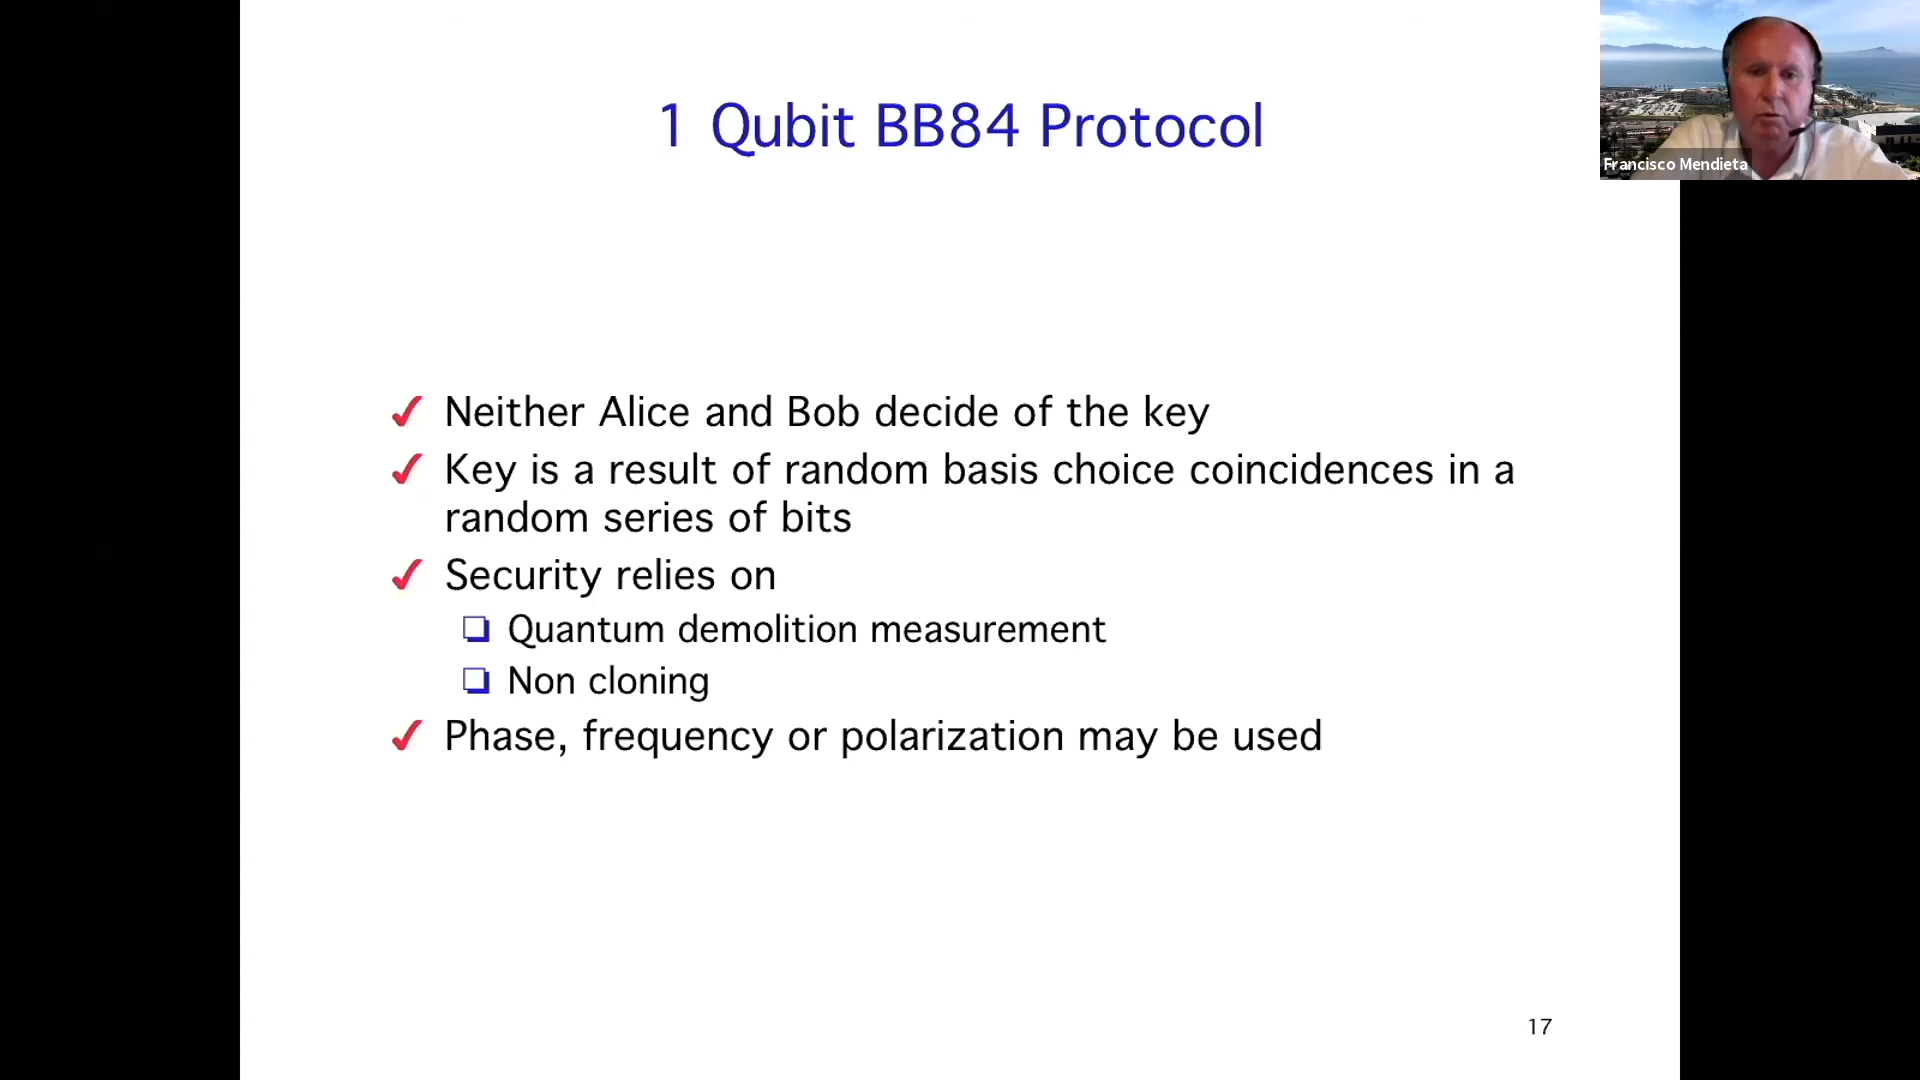 1 Qubit BB84 Protocol
Francisco Mendieta
Neither Alice and Bob decide of the key
Key is a result of random basis choice coincidences in a
random series of bits
Security relies on
Quantum demolition measurement
Non cloning
Phase, frequency or polarization may be used
17